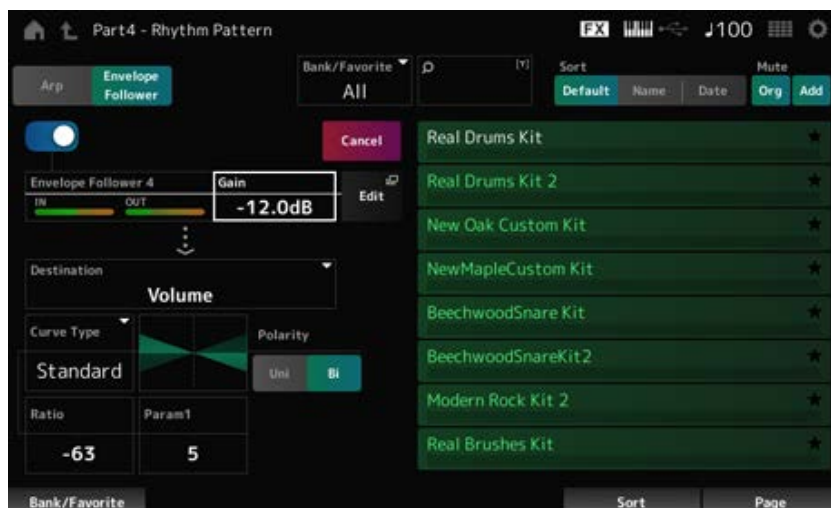 Part4 - Rhythm Pattern
FX
♩100
Arp
Envelope
Follower
Bank/Favorite
All
[Y]
Sort
Default Name Date
Mute
Org Add
Cancel
Envelope Follower 4
IN OUT
Gain
-12.0dB
Edit
Destination
Volume
Curve Type
Standard
Polarity
Uni Bi
Ratio
-63
Param1
5
Real Drums Kit
Real Drums Kit 2
New Oak Custom Kit
NewMapleCustom Kit
BeechwoodSnare Kit
BeechwoodSnareKit2
Modern Rock Kit 2
Real Brushes Kit
Bank/Favorite
Sort
Page